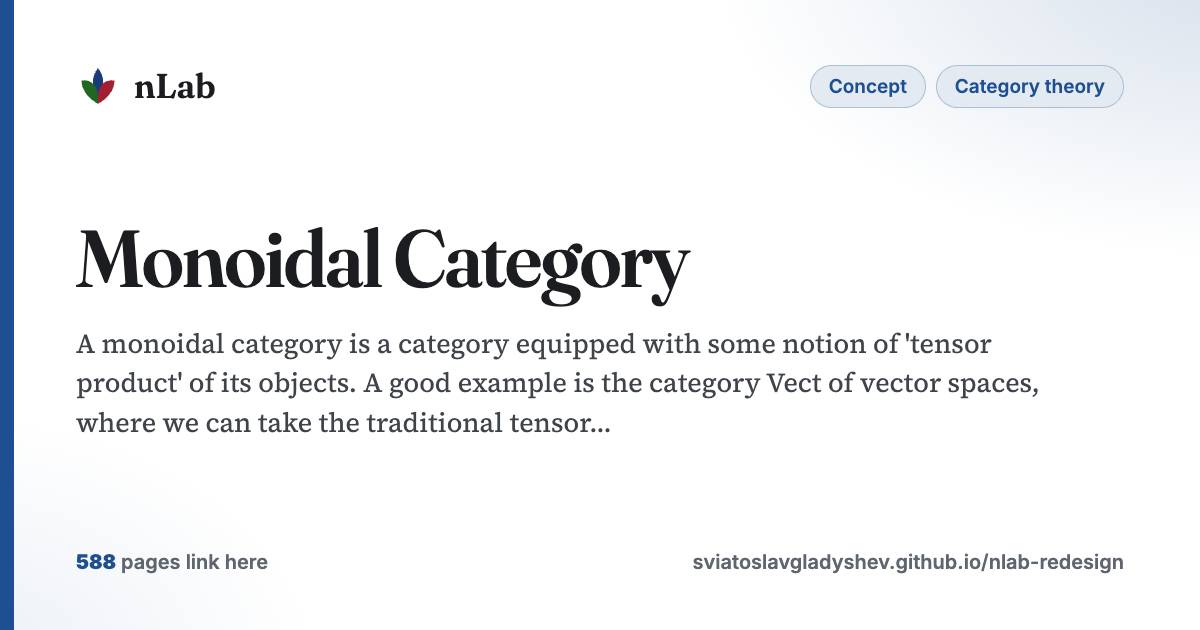 nLab
Concept
Category theory
Monoidal Category
A monoidal category is a category equipped with some notion of 'tensor
product' of its objects. A good example is the category Vect of vector spaces,
where we can take the traditional tensor...
588 pages link here
sviatoslavgladyshev.github.io/nlab-redesign